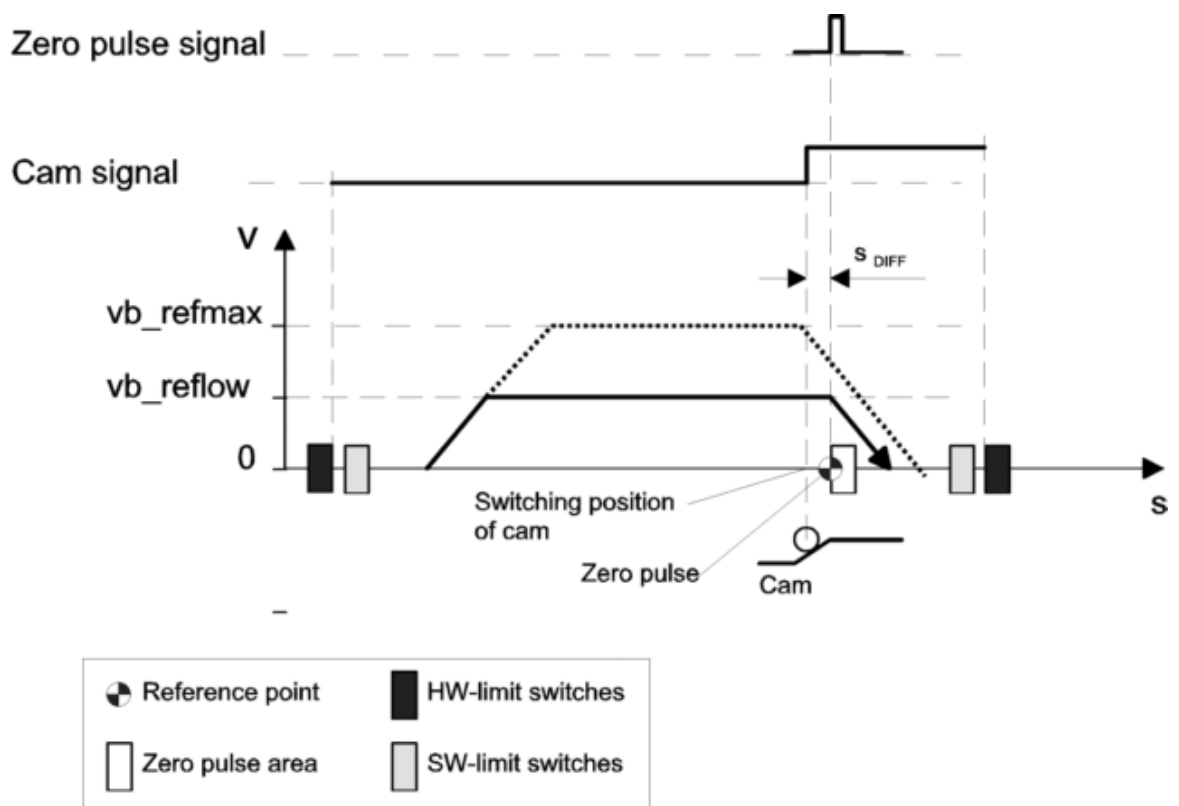 Zero pulse signal
Cam signal
V
s DIFF
vb_refmax
vb_reflow
0
Switching position
of cam
s
Zero pulse
Cam
Reference point
HW-limit switches
Zero pulse area
SW-limit switches